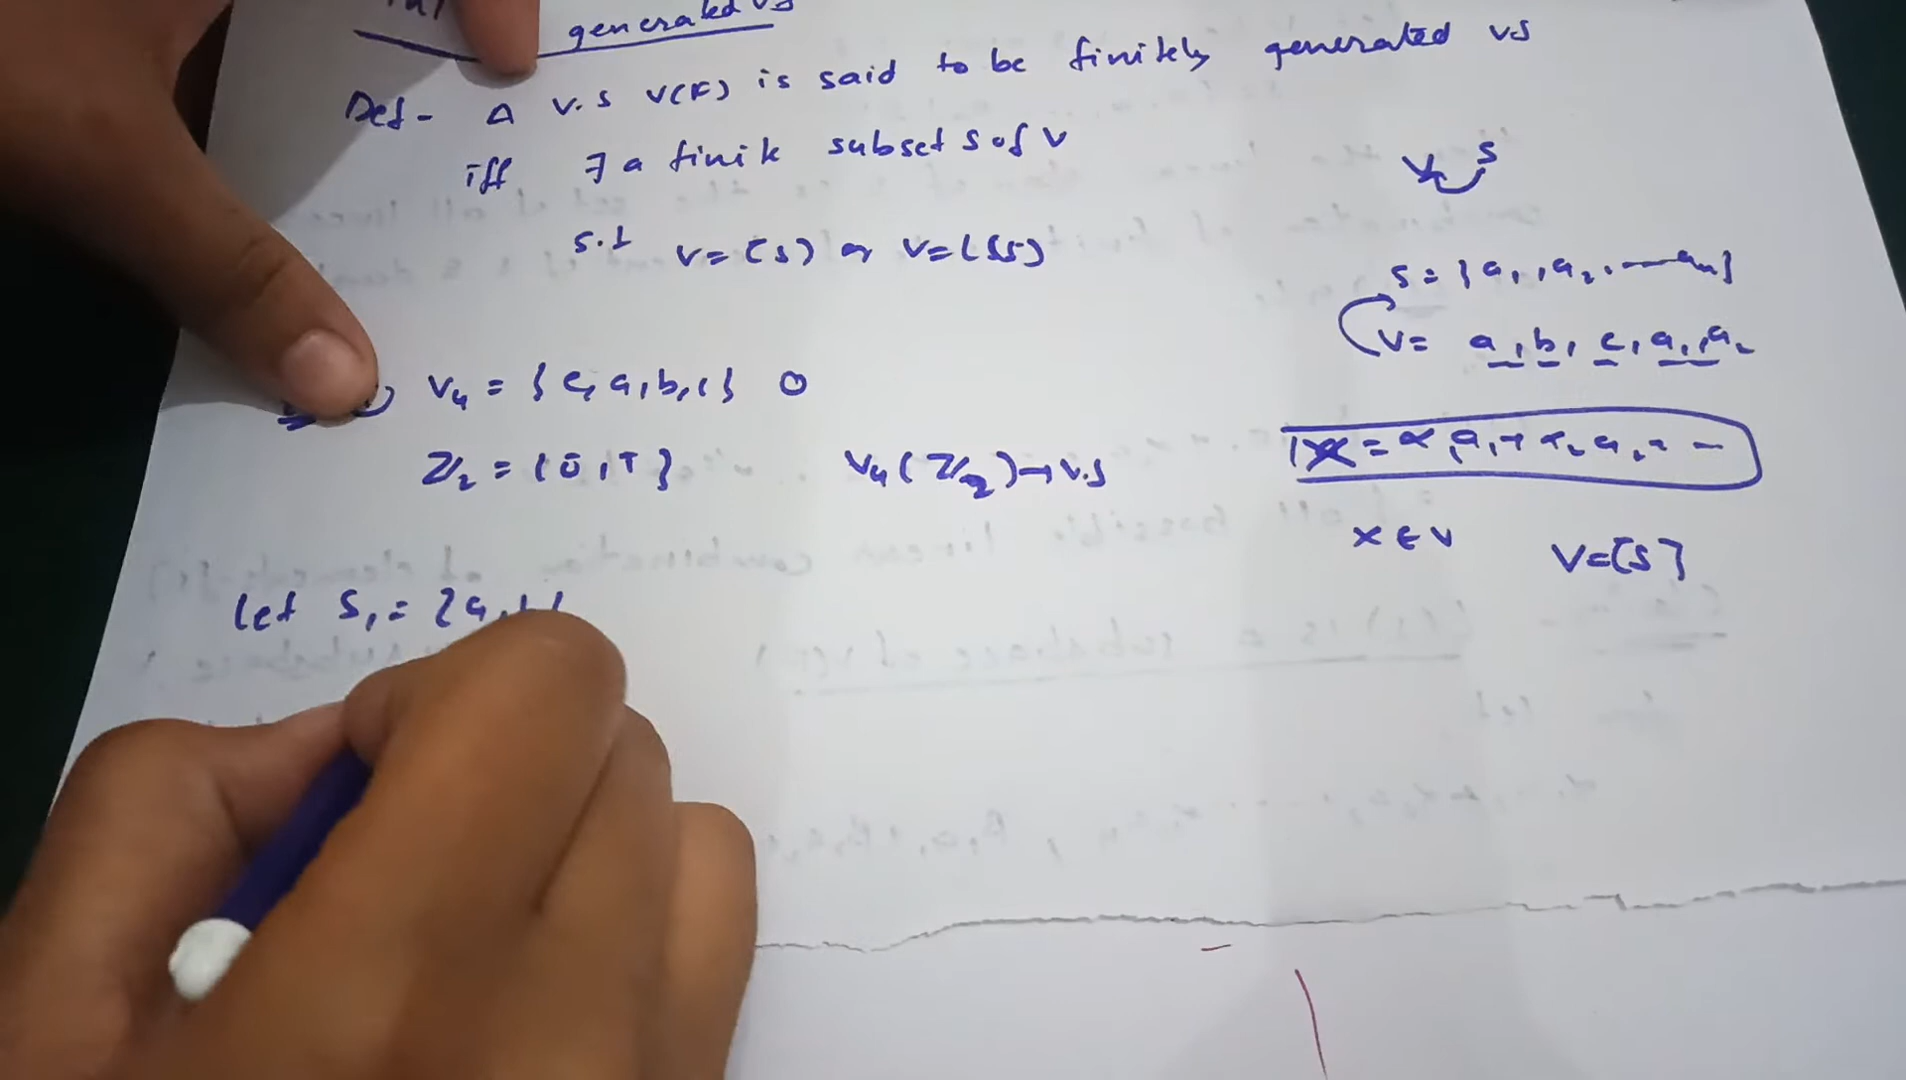 generated vs
Def- A v.s V(F) is said to be finitely generated vs
iff ∃ a finite subset S of V
s.t V=(S) or V=L(S)
V S
S = {a₁, a₂, ---- aₙ}
V= a, b, c, a₁, a₂
V₄ = {e, a, b, c} 0
Z₂ = {0̄, 1̄} V₄(Z₂)→v.s
x = α₁a₁+ α₂a₂ + -
x ∈ V V=[S]
let S₁ = {a, b}